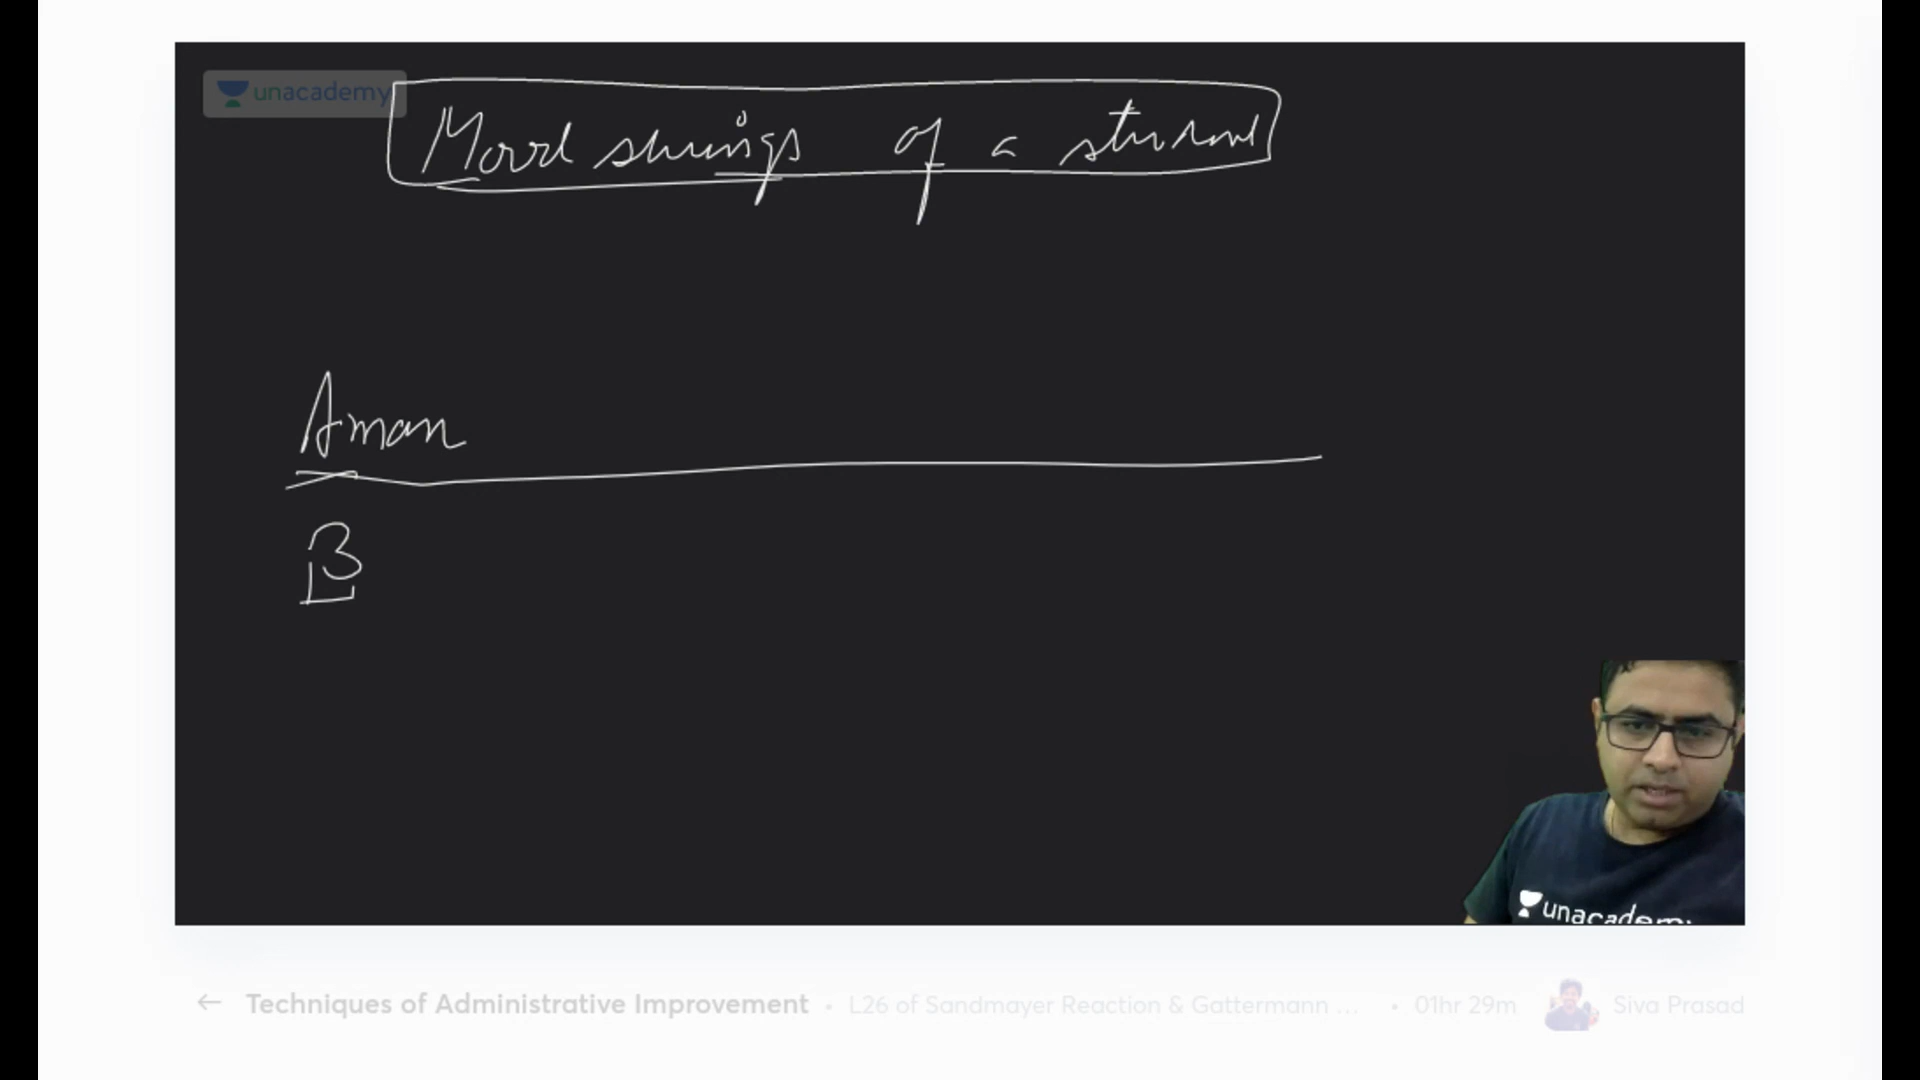 unacademy
Mood swings of a student
Aman
B
unacademy
Techniques of Administrative Improvement • L26 of Sandmayer Reaction & Gattermann ... • 01hr 29m Siva Prasad